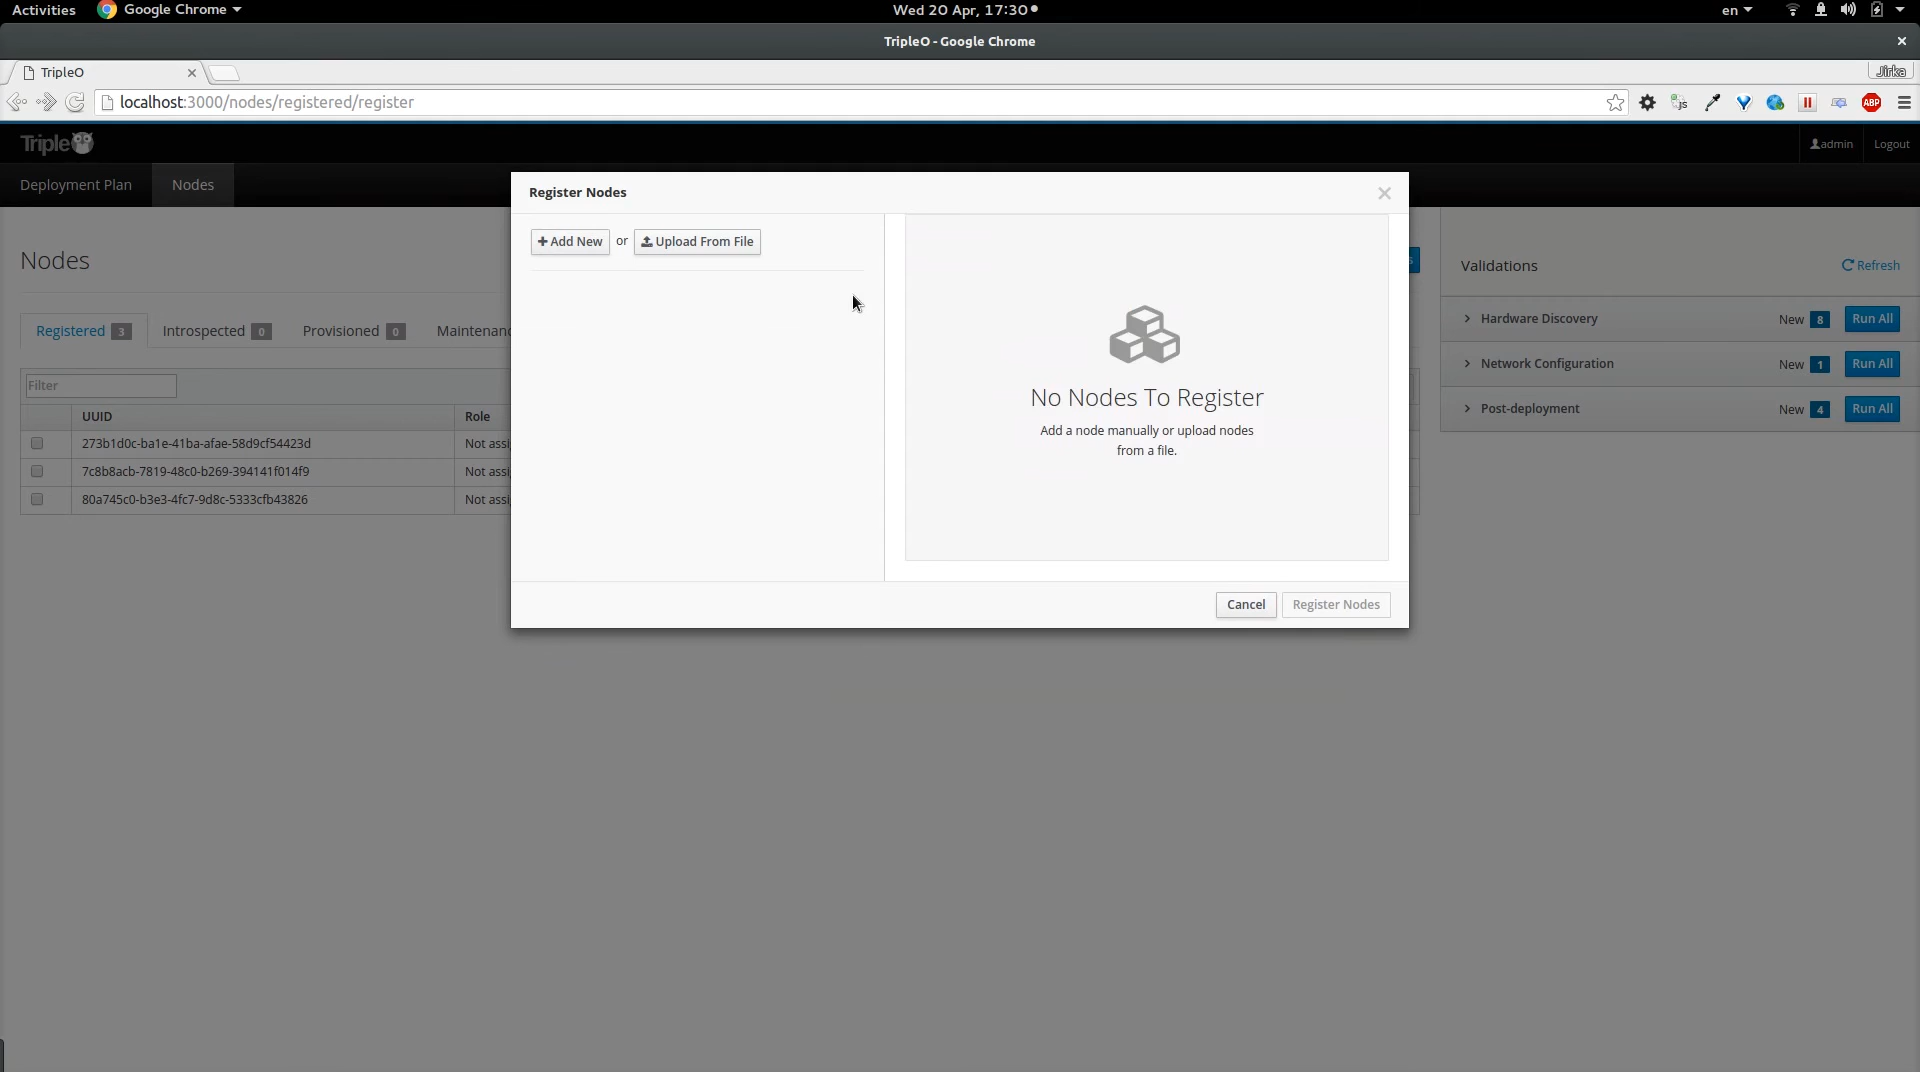 Activities Google Chrome Wed 20 Apr, 17:30 en
TripleO - Google Chrome
TripleO Jirka
localhost:3000/nodes/registered/register JS ABP
TripleO admin Logout
Deployment Plan Nodes
Register Nodes
Add New or Upload From File
Nodes
s
Validations Refresh
Registered 3 Introspected 0 Provisioned 0 Maintenanc
Hardware Discovery New 8 Run All
Network Configuration New 1 Run All
Post-deployment New 4 Run All
Filter
UUID Role
273b1d0c-ba1e-41ba-afae-58d9cf54423d Not assi
7c8b8acb-7819-48c0-b269-394141f014f9 Not assi
80a745c0-b3e3-4fc7-9d8c-5333cfb43826 Not assi
No Nodes To Register
Add a node manually or upload nodes
from a file.
Cancel Register Nodes